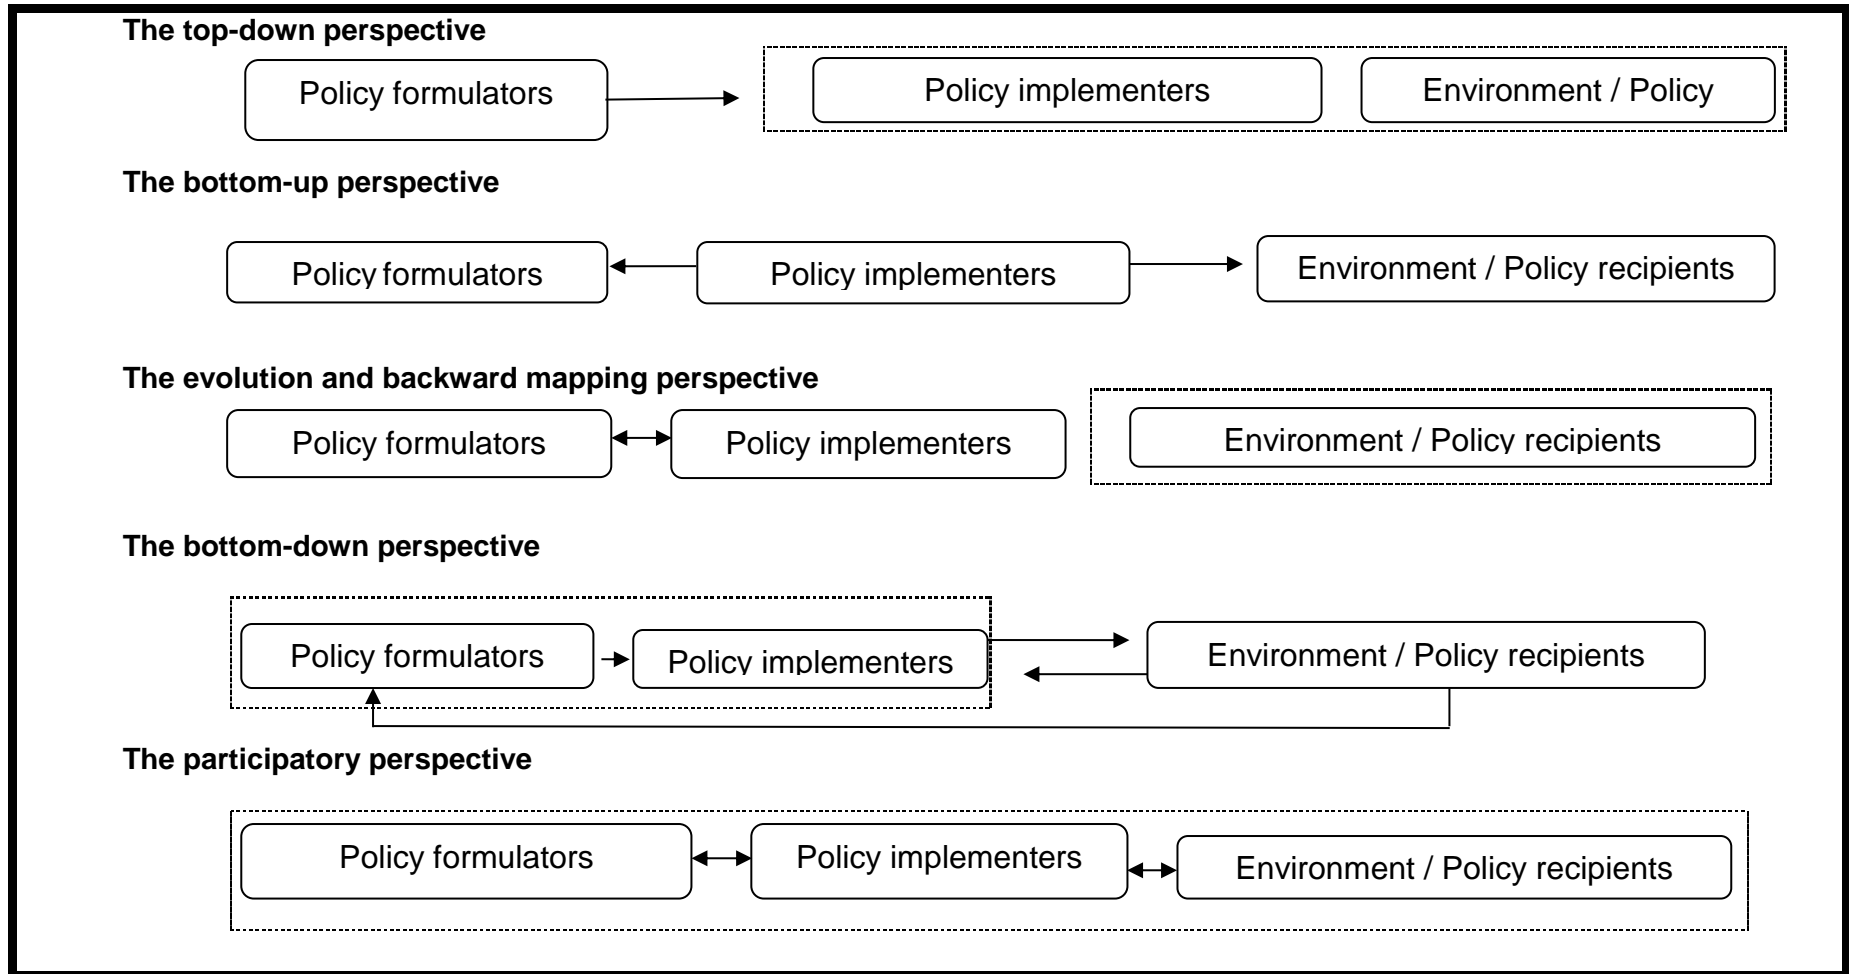 The top-down perspective
Policy formulators
Policy implementers
Environment / Policy
The bottom-up perspective
Policy formulators
Policy implementers
Environment / Policy recipients
The evolution and backward mapping perspective
Policy formulators
Policy implementers
Environment / Policy recipients
The bottom-down perspective
Policy formulators
Policy implementers
Environment / Policy recipients
The participatory perspective
Policy formulators
Policy implementers
Environment / Policy recipients